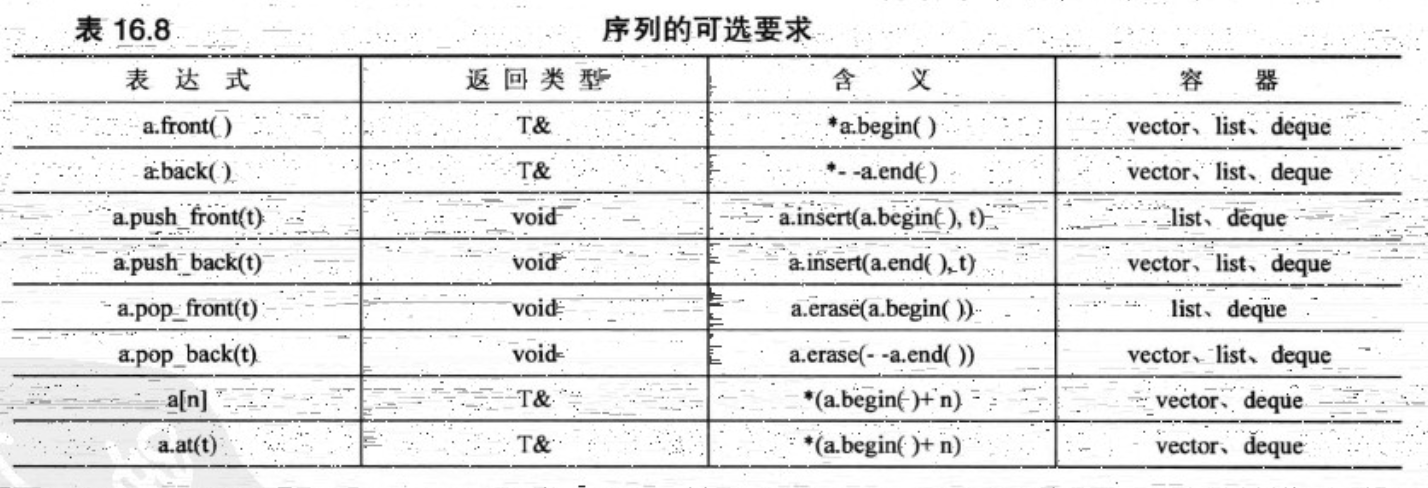 表 16.8 序列的可选要求
表 达 式 返 回 类 型 含 义 容 器
a.front( ) T& *a.begin( ) vector、list、deque
a.back( ) T& *- -a.end( ) vector、list、deque
a.push_front(t) void a.insert(a.begin( ), t) list、deque
a.push_back(t) void a.insert(a.end( ), t) vector、list、deque
a.pop_front(t) void a.erase(a.begin( )) list、deque
a.pop_back(t) void a.erase(- -a.end( )) vector、list、deque
a[n] T& *(a.begin( )+ n) vector、deque
a.at(t) T& *(a.begin( )+ n) vector、deque